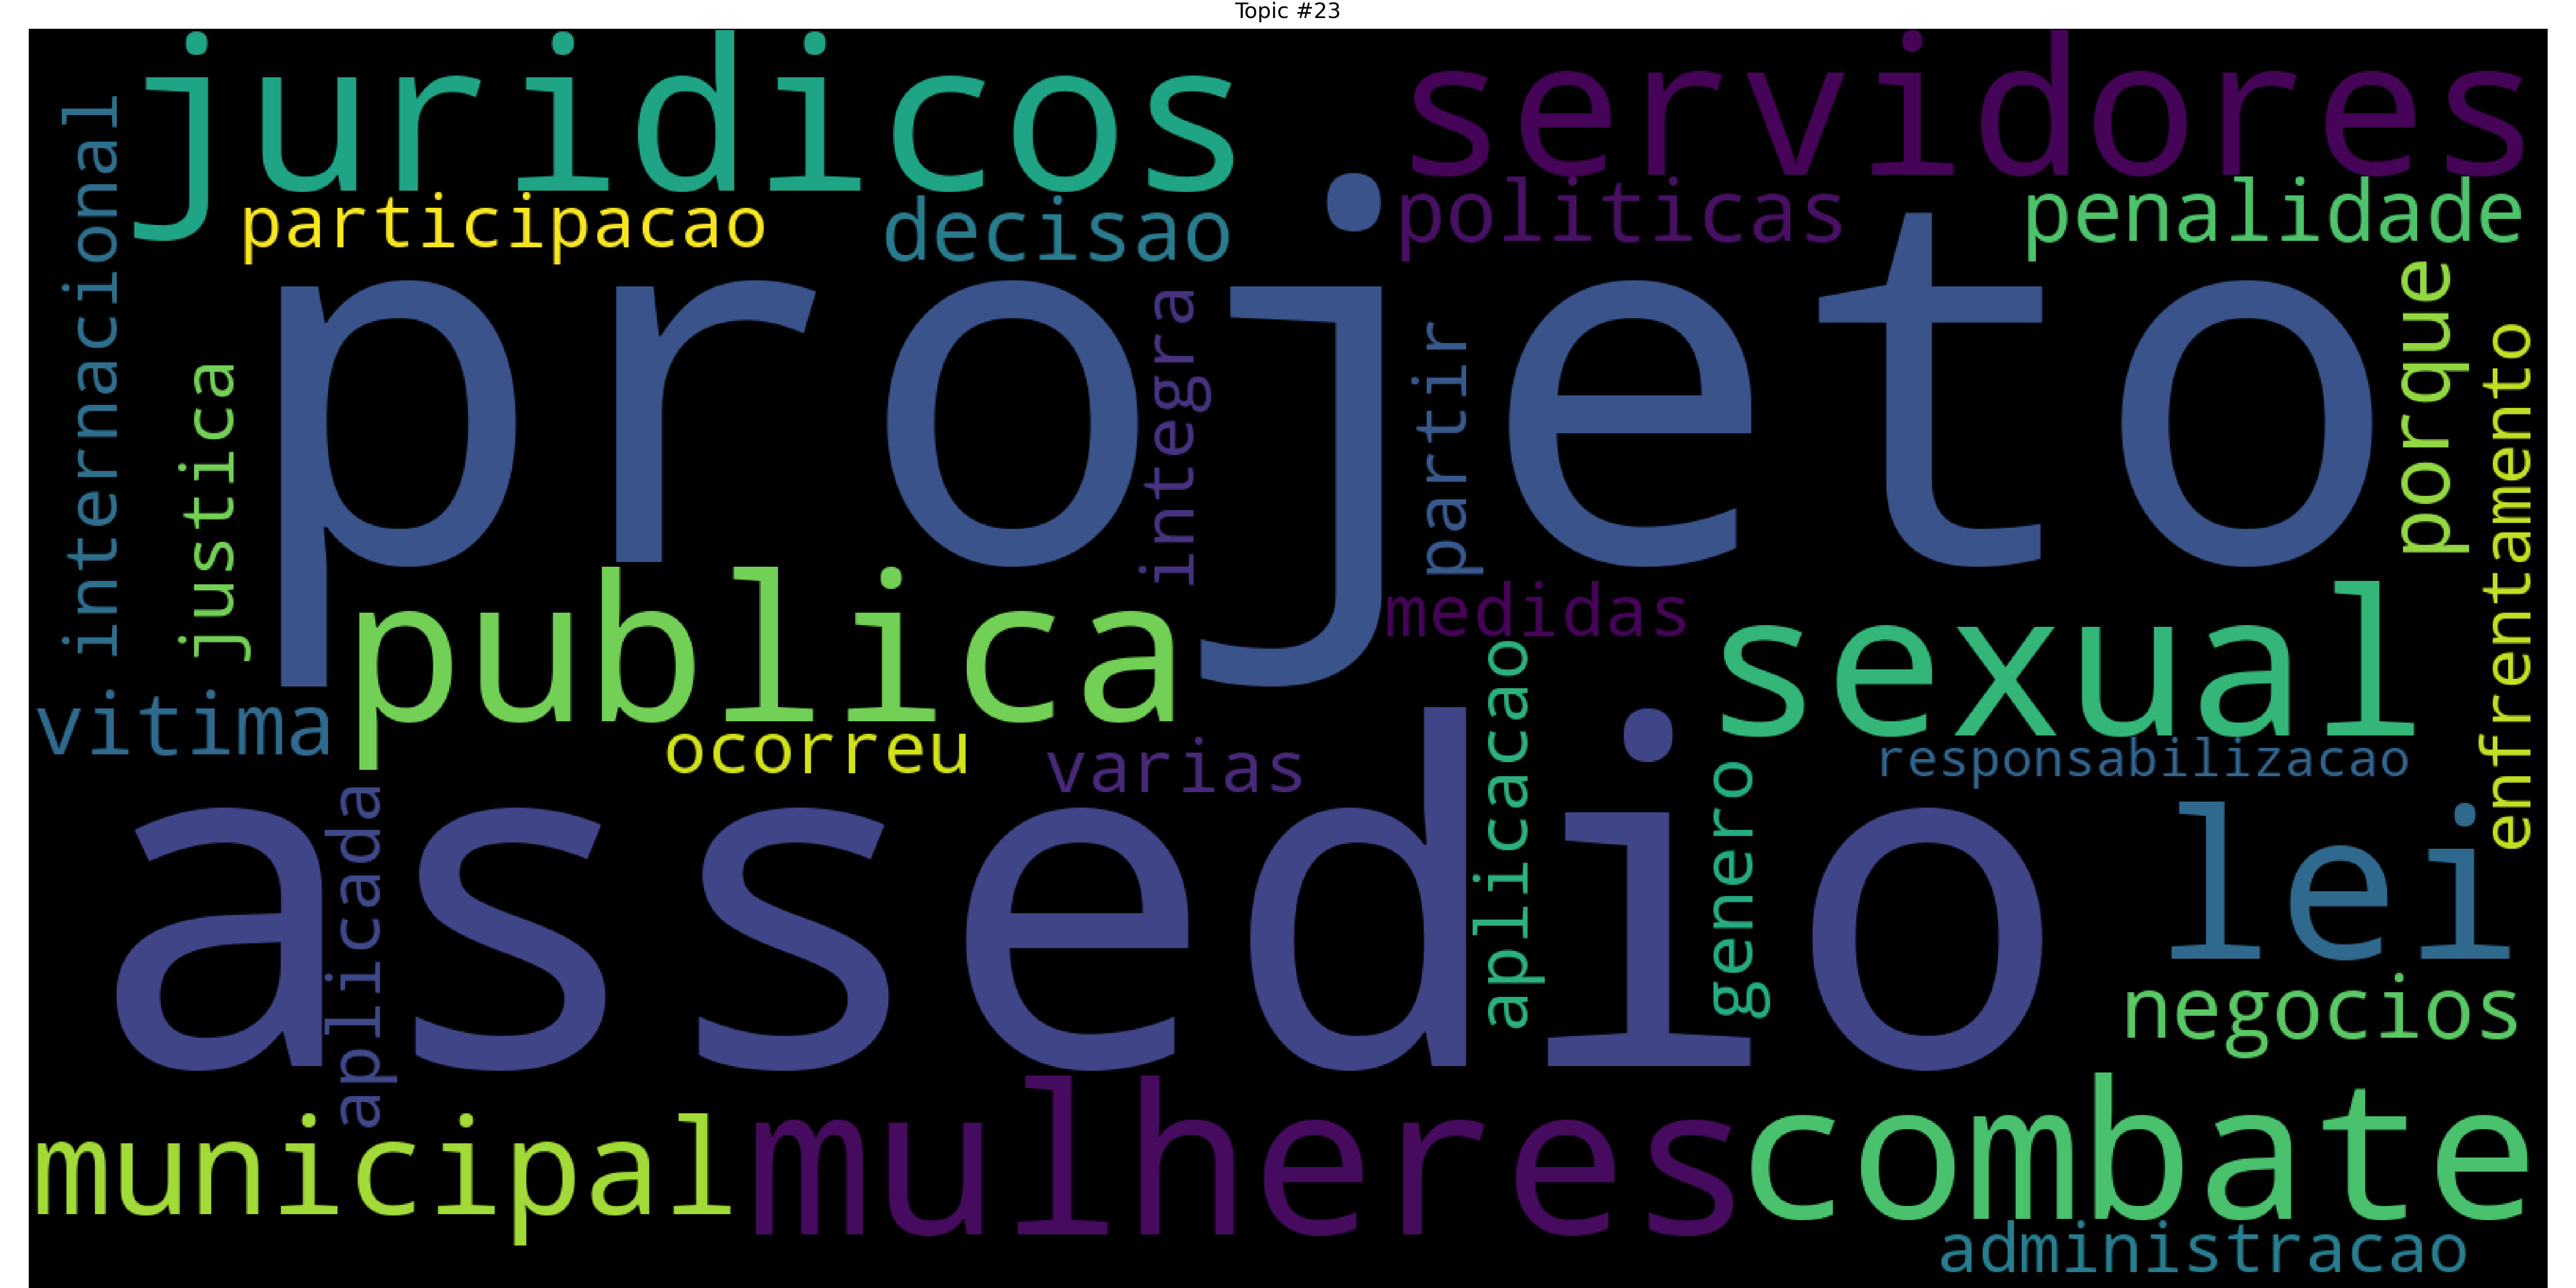 Topic #23
juridicos
servidores
internacional
participacao
decisao
politicas
penalidade
projeto
justica
integra
partir
porque
enfrentamento
publica
medidas
sexual
vitima
ocorreu
varias
aplicacao
genero
responsabilizacao
assedio
aplicada
lei
negocios
municipal
mulheres
combate
administracao